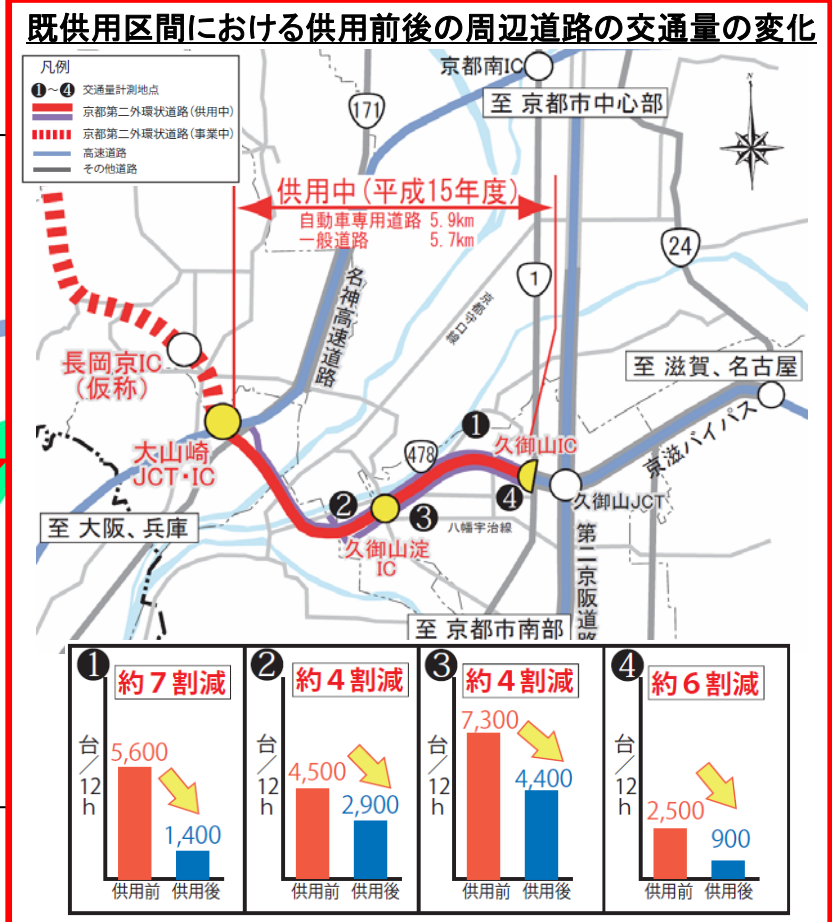 既供用区間における供用前後の周辺道路の交通量の変化
凡例
❶~❹ 交通量計測地点
京都第二外環状道路(供用中)
京都第二外環状道路(事業中)
高速道路
その他道路
京都南IC
至 京都市中心部
171
N
供用中(平成15年度)
自動車専用道路 5.9km
一般道路 5.7km
24
1
名神高速道路
京都守口線
長岡京IC
(仮称)
至 滋賀、名古屋
大山崎
JCT・IC
478
❶
久御山IC
京滋バイパス
❷
❸
❹
久御山JCT
至 大阪、兵庫
八幡宇治線
久御山淀
IC
第二京阪道路
至 京都市南部
❶
約7割減
台/12h
5,600
1,400
供用前 供用後
❷
約4割減
台/12h
4,500
2,900
供用前 供用後
❸
約4割減
台/12h
7,300
4,400
供用前 供用後
❹
約6割減
台/12h
2,500
900
供用前 供用後